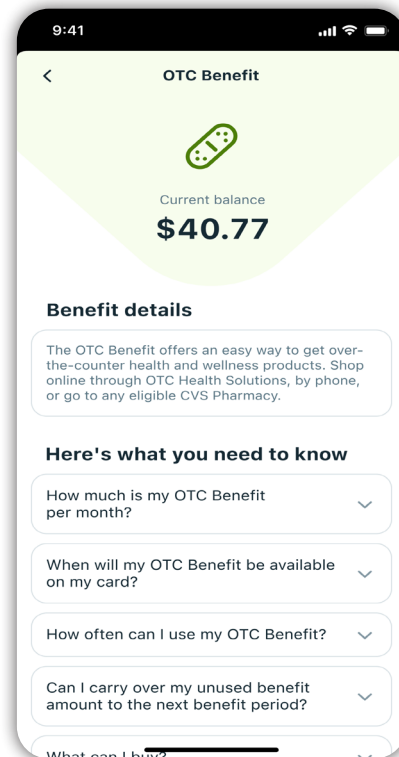 9:41
OTC Benefit
Current balance
$40.77
Benefit details
The OTC Benefit offers an easy way to get over-
the-counter health and wellness products. Shop
online through OTC Health Solutions, by phone,
or go to any eligible CVS Pharmacy.
Here's what you need to know
How much is my OTC Benefit
per month?
When will my OTC Benefit be available
on my card?
How often can I use my OTC Benefit?
Can I carry over my unused benefit
amount to the next benefit period?
What can I buy?